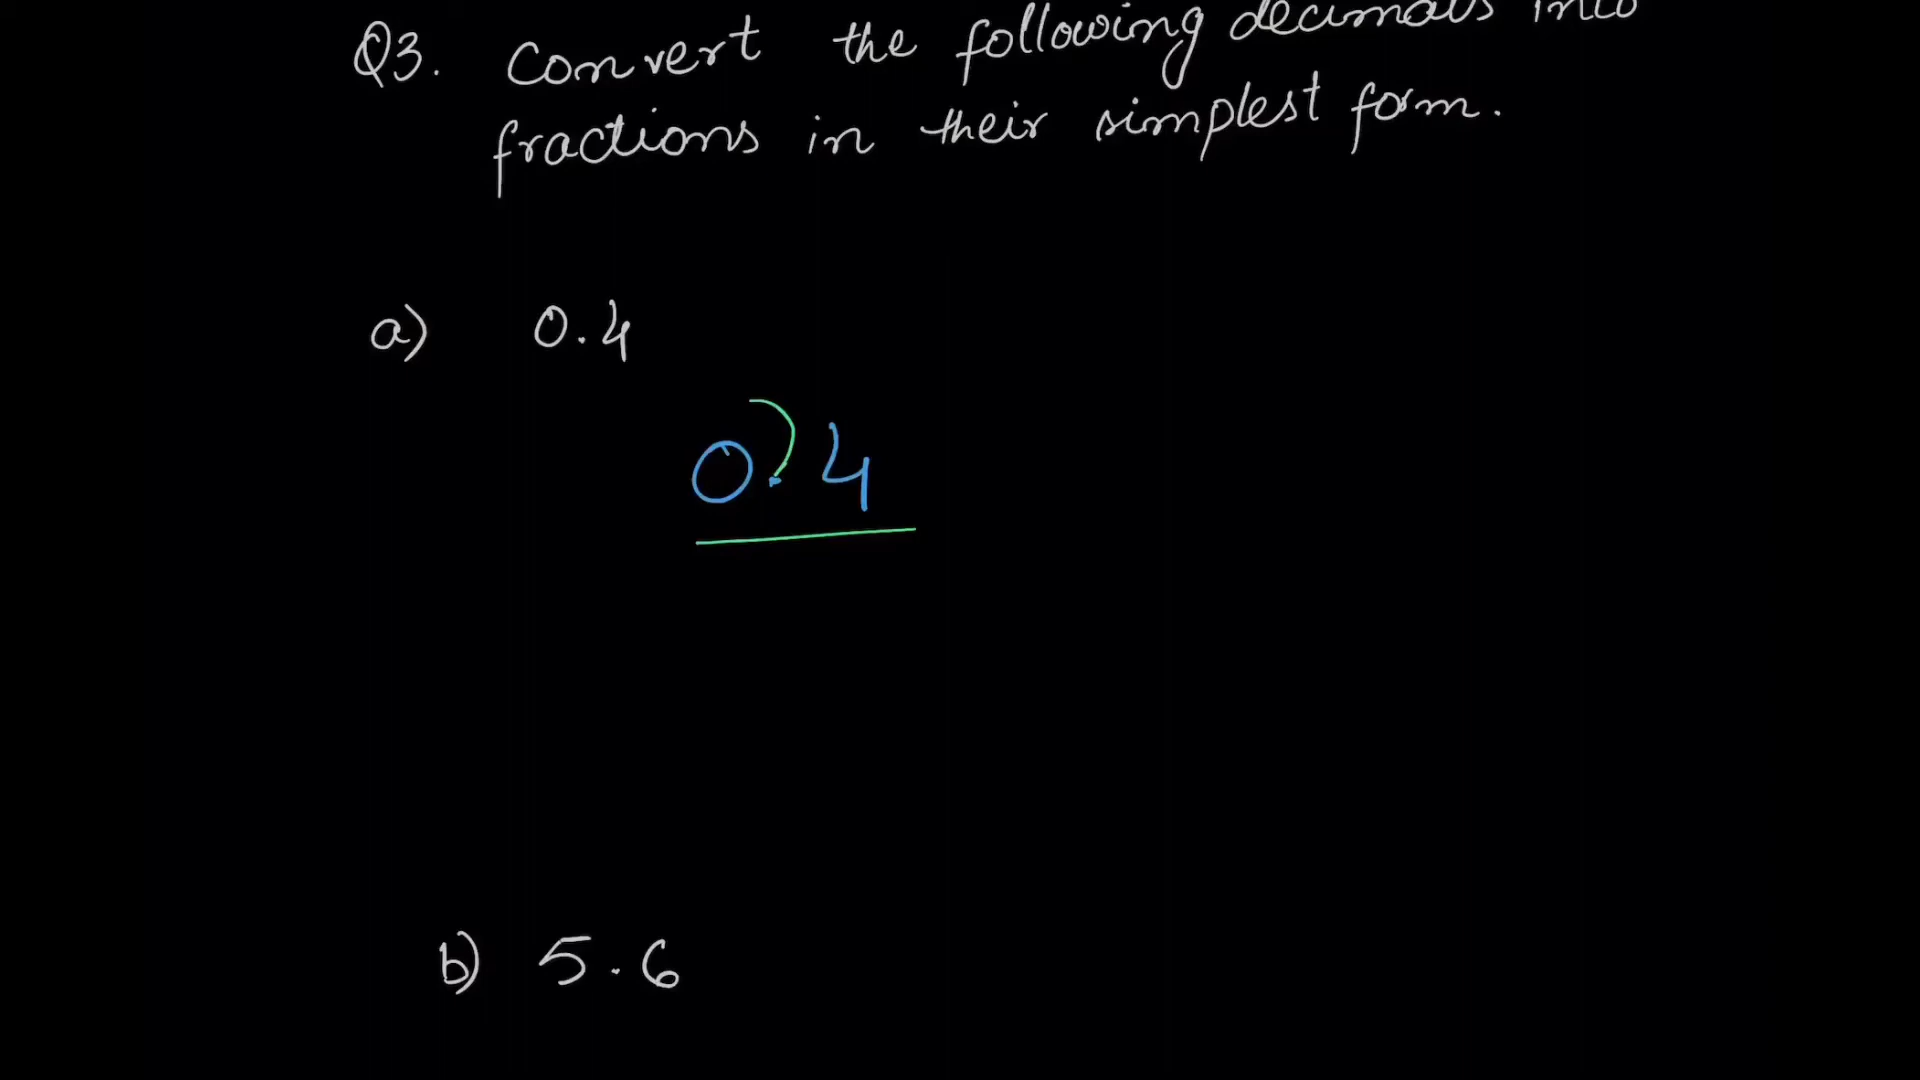 Q3. Convert the following decimals into
fractions in their simplest form.
a) 0.4
0.4
b) 5.6